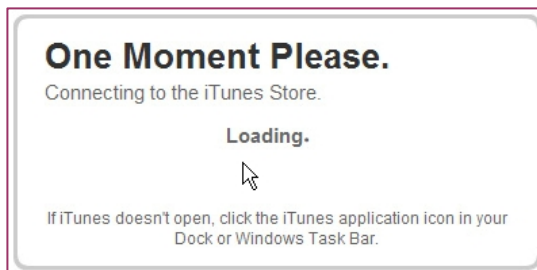 One Moment Please.
Connecting to the iTunes Store.
Loading.
If iTunes doesn't open, click the iTunes application icon in your
Dock or Windows Task Bar.